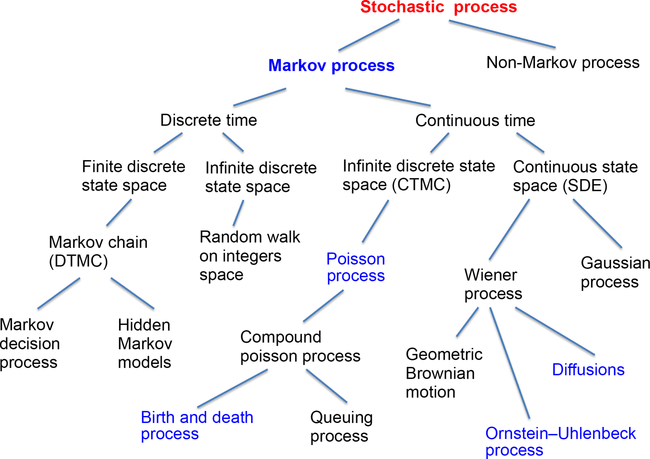 Stochastic process
Markov process
Non-Markov process
Discrete time
Continuous time
Finite discrete
state space
Infinite discrete
state space
Infinite discrete state
space (CTMC)
Continuous state
space (SDE)
Markov chain
(DTMC)
Random walk
on integers
space
Poisson
process
Wiener
process
Gaussian
process
Markov
decision
process
Hidden
Markov
models
Compound
poisson process
Geometric
Brownian
motion
Diffusions
Birth and death
process
Queuing
process
Ornstein–Uhlenbeck
process